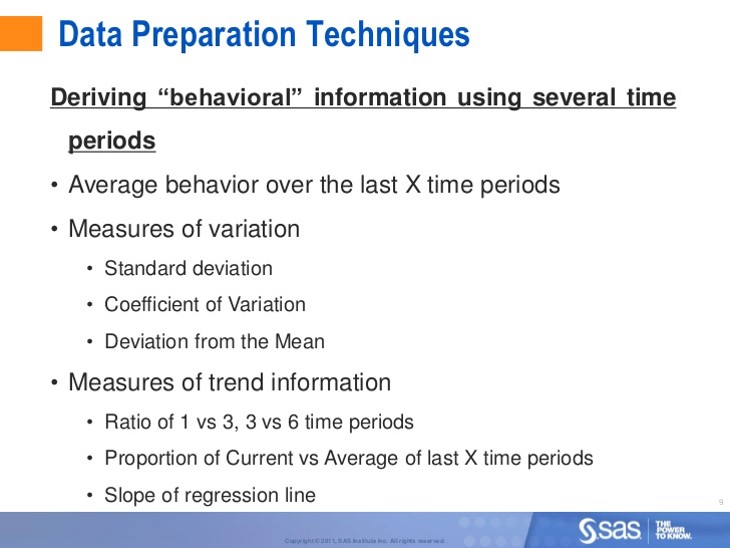 Data Preparation Techniques
Deriving “behavioral” information using several time
periods
• Average behavior over the last X time periods
• Measures of variation
• Standard deviation
• Coefficient of Variation
• Deviation from the Mean
• Measures of trend information
• Ratio of 1 vs 3, 3 vs 6 time periods
• Proportion of Current vs Average of last X time periods
• Slope of regression line
9
Copyright © 2011, SAS Institute Inc. All rights reserved.
sas
THE
POWER
TO KNOW.